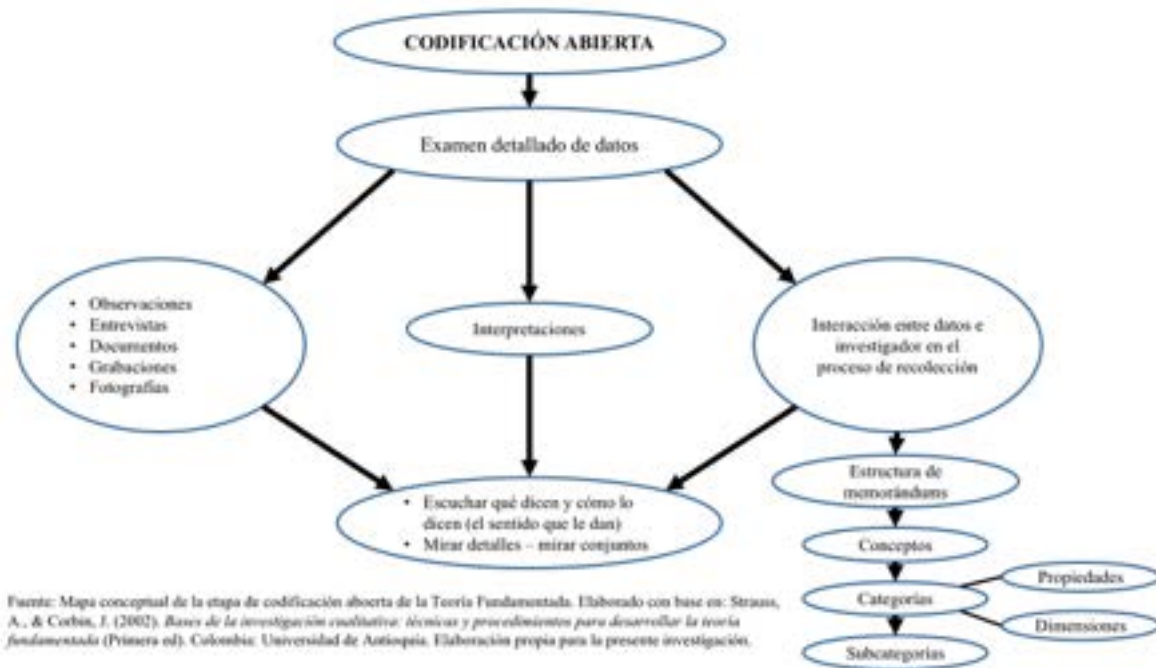 CODIFICACIÓN ABIERTA
Examen detallado de datos
• Observaciones
• Entrevistas
• Documentos
• Grabaciones
• Fotografías
Interpretaciones
Interacción entre datos e
investigador en el
proceso de recolección
• Escuchar qué dicen y cómo lo
dicen (el sentido que le dan)
• Mirar detalles – mirar conjuntos
Estructura de
memorándums
Conceptos
Categorías
Propiedades
Dimensiones
Subcategorías
Fuente: Mapa conceptual de la etapa de codificación abierta de la Teoría Fundamentada. Elaborado con base en: Strauss,
A., & Corbin, J. (2002). Bases de la investigación cualitativa: técnicas y procedimientos para desarrollar la teoría
fundamentada (Primera ed). Colombia: Universidad de Antioquia. Elaboración propia para la presente investigación.